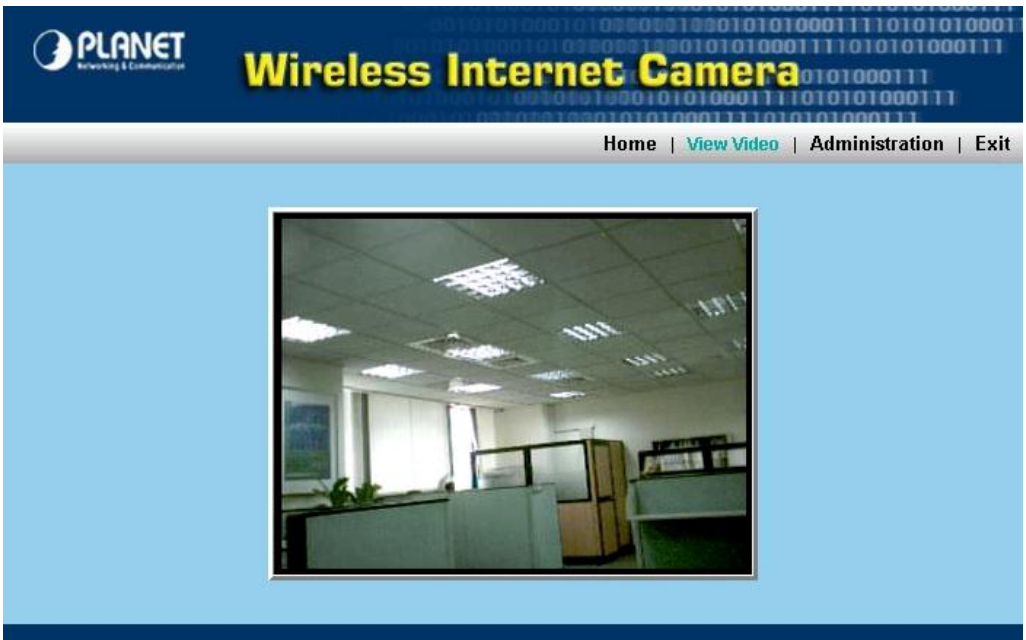 PLANET
Networking & Communication
Wireless Internet Camera
Home | View Video | Administration | Exit